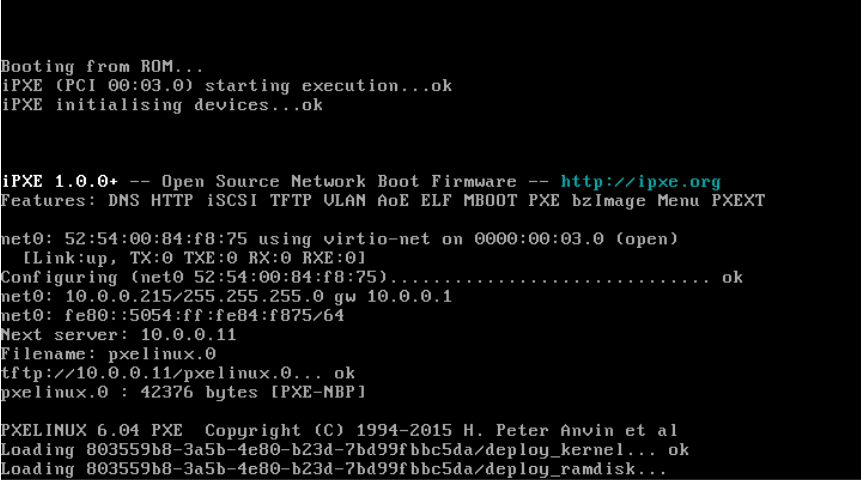 Booting from ROM...
iPXE (PCI 00:03.0) starting execution...ok
iPXE initialising devices...ok
iPXE 1.0.0+ -- Open Source Network Boot Firmware -- http://ipxe.org
Features: DNS HTTP iSCSI TFTP VLAN AoE ELF MBOOT PXE bzImage Menu PXEXT
net0: 52:54:00:84:f8:75 using virtio-net on 0000:00:03.0 (open)
[Link:up, TX:0 TXE:0 RX:0 RXE:0]
Configuring (net0 52:54:00:84:f8:75).............................. ok
net0: 10.0.0.215/255.255.255.0 gw 10.0.0.1
net0: fe80::5054:ff:fe84:f875/64
Next server: 10.0.0.11
Filename: pxelinux.0
tftp://10.0.0.11/pxelinux.0... ok
pxelinux.0 : 42376 bytes [PXE-NBP]
PXELINUX 6.04 PXE  Copyright (C) 1994-2015 H. Peter Anvin et al
Loading 803559b8-3a5b-4e80-b23d-7bd99fbbc5da/deploy_kernel... ok
Loading 803559b8-3a5b-4e80-b23d-7bd99fbbc5da/deploy_ramdisk...